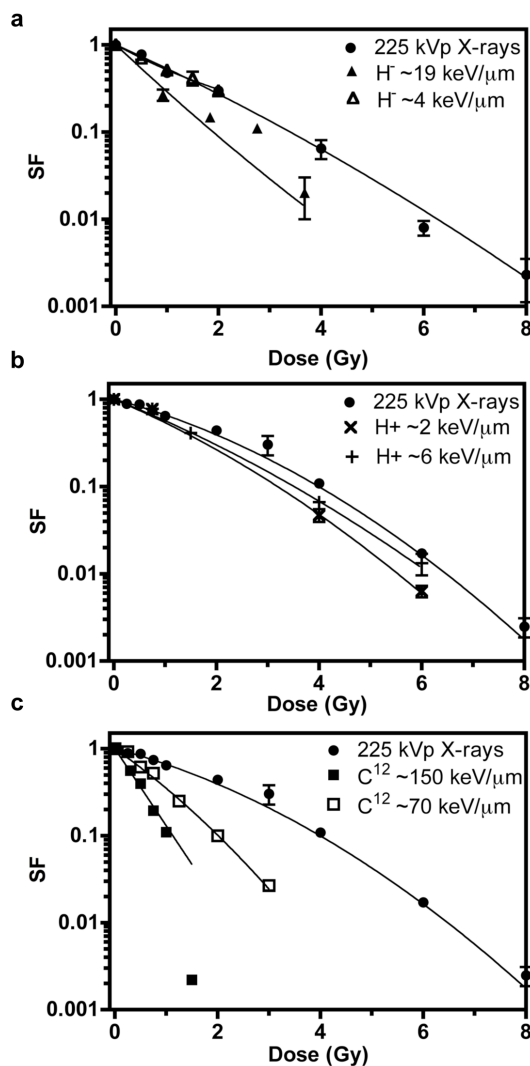 a
1
0.1
0.01
0.001
SF
0 2 4 6 8
Dose (Gy)
225 kVp X-rays
H⁻ ~19 keV/μm
H⁻ ~4 keV/μm
b
1
0.1
0.01
0.001
SF
0 2 4 6 8
Dose (Gy)
225 kVp X-rays
H+ ~2 keV/μm
H+ ~6 keV/μm
c
1
0.1
0.01
0.001
SF
0 2 4 6 8
Dose (Gy)
225 kVp X-rays
C¹² ~150 keV/μm
C¹² ~70 keV/μm